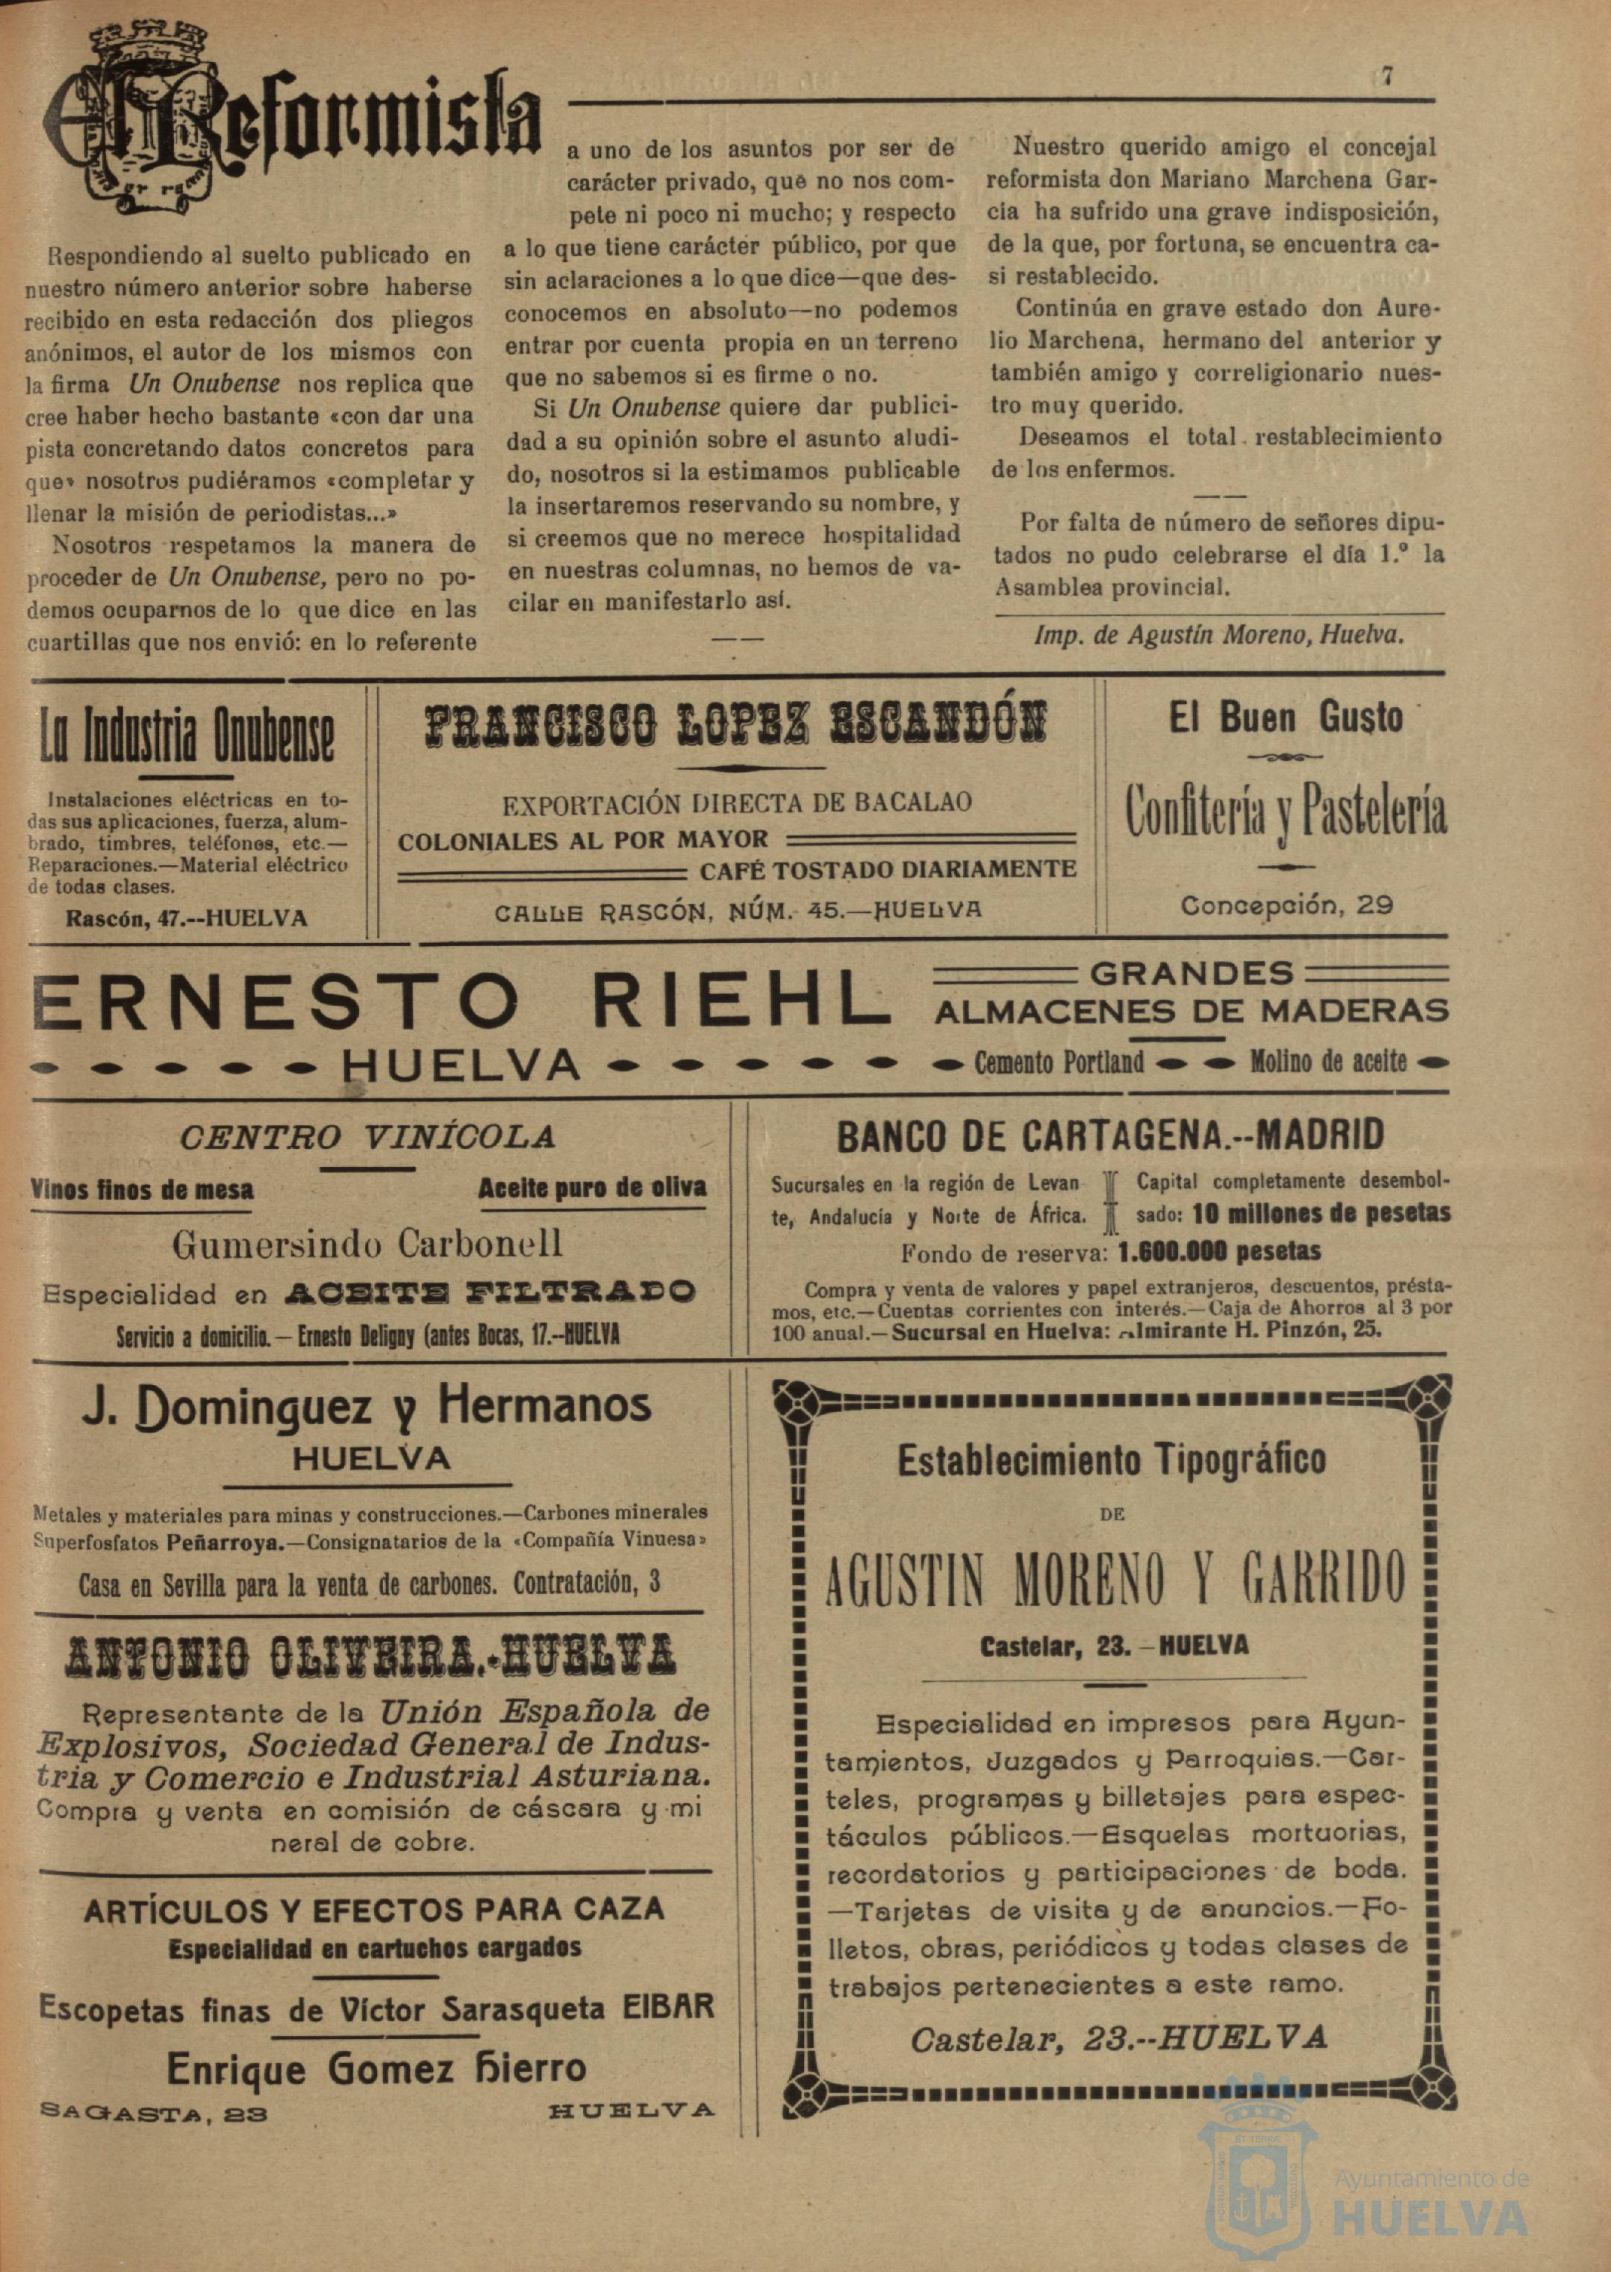 7
El Reformista
Respondiendo al suelto publicado en
nuestro número anterior sobre haberse
recibido en esta redacción dos pliegos
anónimos, el autor de los mismos con
la firma Un Onubense nos replica que
cree haber hecho bastante «con dar una
pista concretando datos concretos para
que» nosotros pudiéramos «completar y
llenar la misión de periodistas...»
Nosotros respetamos la manera de
proceder de Un Onubense, pero no po-
demos ocuparnos de lo que dice en las
cuartillas que nos envió: en lo referente
a uno de los asuntos por ser de
carácter privado, que no nos com-
pete ni poco ni mucho; y respecto
a lo que tiene carácter público, por que
sin aclaraciones a lo que dice—que des-
conocemos en absoluto—no podemos
entrar por cuenta propia en un terreno
que no sabemos si es firme o no.
Si Un Onubense quiere dar publici-
dad a su opinión sobre el asunto aludi-
do, nosotros si la estimamos publicable
la insertaremos reservando su nombre, y
si creemos que no merece hospitalidad
en nuestras columnas, no hemos de va-
cilar en manifestarlo así.
Nuestro querido amigo el concejal
reformista don Mariano Marchena Gar-
cia ha sufrido una grave indisposición,
de la que, por fortuna, se encuentra ca-
si restablecido.
Continúa en grave estado don Aure-
lio Marchena, hermano del anterior y
también amigo y correligionario nues-
tro muy querido.
Deseamos el total restablecimiento
de los enfermos.
Por falta de número de señores dipu-
tados no pudo celebrarse el día 1.º la
Asamblea provincial.
Imp. de Agustín Moreno, Huelva.
La Industria Onubense
Instalaciones eléctricas en to-
das sus aplicaciones, fuerza, alum-
brado, timbres, teléfonos, etc.—
Reparaciones.—Material eléctrico
de todas clases.
Rascón, 47.--HUELVA
FRANCISCO LOPEZ ESCANDÓN
EXPORTACIÓN DIRECTA DE BACALAO
COLONIALES AL POR MAYOR
CAFÉ TOSTADO DIARIAMENTE
CALLE RASCÓN, NÚM. 45.—HUELVA
El Buen Gusto
Confitería y Pastelería
Concepción, 29
ERNESTO RIEHL
HUELVA
GRANDES
ALMACENES DE MADERAS
Cemento Portland Molino de aceite
CENTRO VINÍCOLA
Vinos finos de mesa Aceite puro de oliva
Gumersindo Carbonell
Especialidad en ACEITE FILTRADO
Servicio a domicilio.—Ernesto Deligny (antes Bocas, 17.--HUELVA
BANCO DE CARTAGENA.--MADRID
Sucursales en la región de Levan
te, Andalucía y Norte de África.
Capital completamente desembol-
sado: 10 millones de pesetas
Fondo de reserva: 1.600.000 pesetas
Compra y venta de valores y papel extranjeros, descuentos, présta-
mos, etc.—Cuentas corrientes con interés.—Caja de Ahorros al 3 por
100 anual.—Sucursal en Huelva: Almirante H. Pinzón, 25.
J. Dominguez y Hermanos
HUELVA
Metales y materiales para minas y construcciones.—Carbones minerales
Superfosfatos Peñarroya.—Consignatarios de la «Compañía Vinuesa»
Casa en Sevilla para la venta de carbones. Contratación, 3
ANTONIO OLIVEIRA.-HUELVA
Representante de la Unión Española de
Explosivos, Sociedad General de Indus-
tria y Comercio e Industrial Asturiana.
Compra y venta en comisión de cáscara y mi
neral de cobre.
ARTÍCULOS Y EFECTOS PARA CAZA
Especialidad en cartuchos cargados
Escopetas finas de Víctor Sarasqueta EIBAR
Enrique Gomez Hierro
SAGASTA, 23 HUELVA
Establecimiento Tipográfico
DE
AGUSTIN MORENO Y GARRIDO
Castelar, 23.—HUELVA
Especialidad en impresos para Ayun-
tamientos, Juzgados y Parroquias.—Car-
teles, programas y billetajes para espec-
táculos públicos.—Esquelas mortuorias,
recordatorios y participaciones de boda.
—Tarjetas de visita y de anuncios.—Fo-
lletos, obras, periódicos y todas clases de
trabajos pertenecientes a este ramo.
Castelar, 23.--HUELVA
Ayuntamiento de
HUELVA